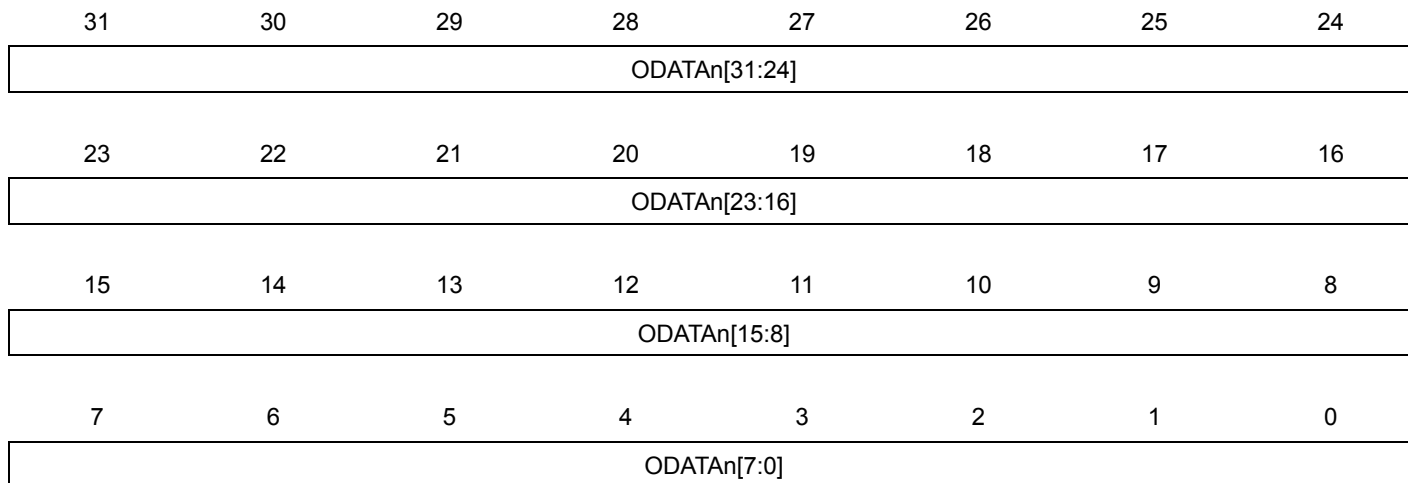 31 30 29 28 27 26 25 24
ODATAn[31:24]
23 22 21 20 19 18 17 16
ODATAn[23:16]
15 14 13 12 11 10 9 8
ODATAn[15:8]
7 6 5 4 3 2 1 0
ODATAn[7:0]